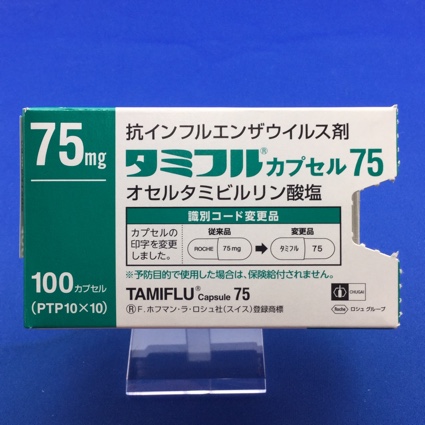 75mg
抗インフルエンザウイルス剤
タミフル®カプセル75
オセルタミビルリン酸塩
識別コード変更品
カプセルの
印字を変更
しました。
従来品
変更品
ROCHE 75mg
タミフル 75
※予防目的で使用した場合は、保険給付されません。
100カプセル
(PTP10×10)
TAMIFLU® Capsule 75
Ⓡ F. ホフマン・ラ・ロシュ社(スイス)登録商標
CHUGAI
Roche ロシュ グループ